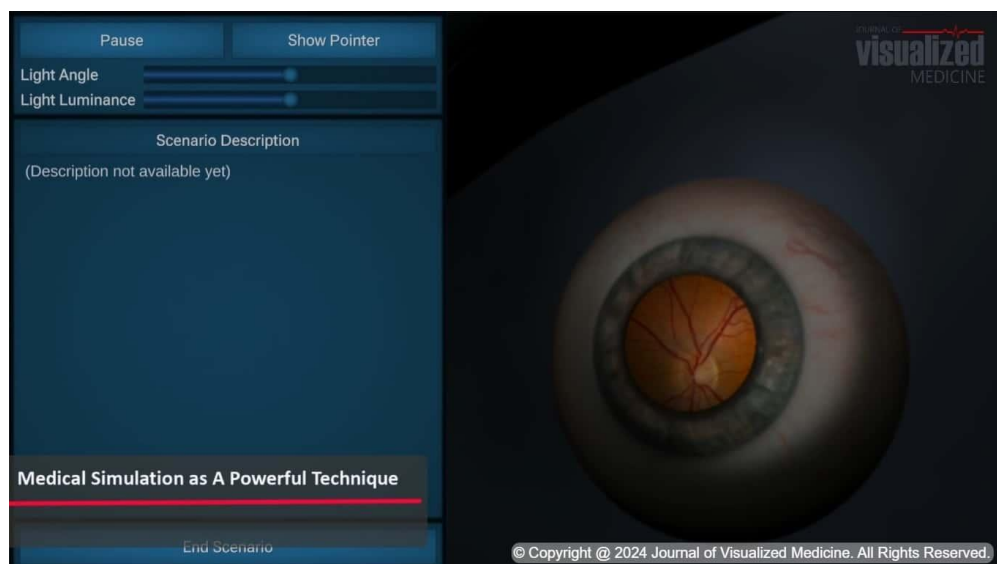 Pause
Show Pointer
Light Angle
Light Luminance
Scenario Description
(Description not available yet)
Medical Simulation as A Powerful Technique
End Scenario
JOURNAL OF
visualized
MEDICINE
© Copyright @ 2024 Journal of Visualized Medicine. All Rights Reserved.